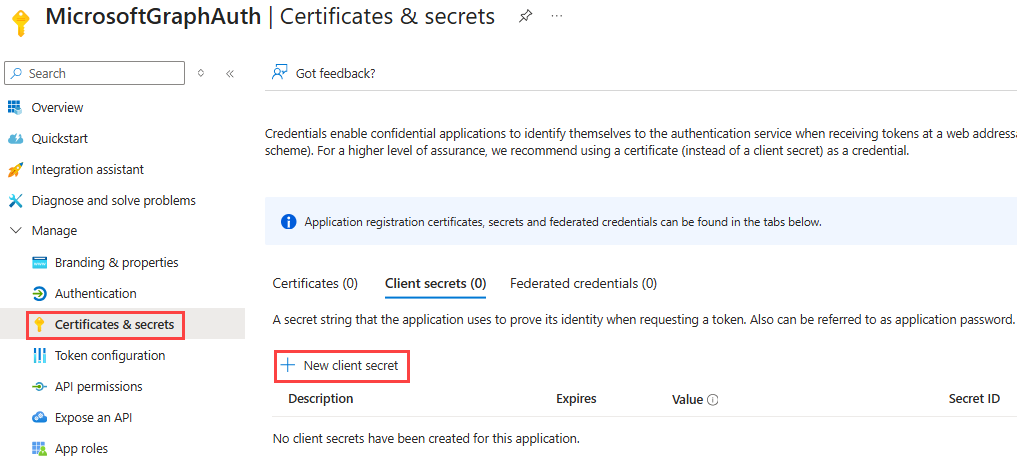 MicrosoftGraphAuth | Certificates & secrets
Search
Overview
Quickstart
Integration assistant
Diagnose and solve problems
Manage
Branding & properties
Authentication
Certificates & secrets
Token configuration
API permissions
Expose an API
App roles
Got feedback?
Credentials enable confidential applications to identify themselves to the authentication service when receiving tokens at a web address
scheme). For a higher level of assurance, we recommend using a certificate (instead of a client secret) as a credential.
Application registration certificates, secrets and federated credentials can be found in the tabs below.
Certificates (0) Client secrets (0) Federated credentials (0)
A secret string that the application uses to prove its identity when requesting a token. Also can be referred to as application password.
New client secret
Description Expires Value Secret ID
No client secrets have been created for this application.